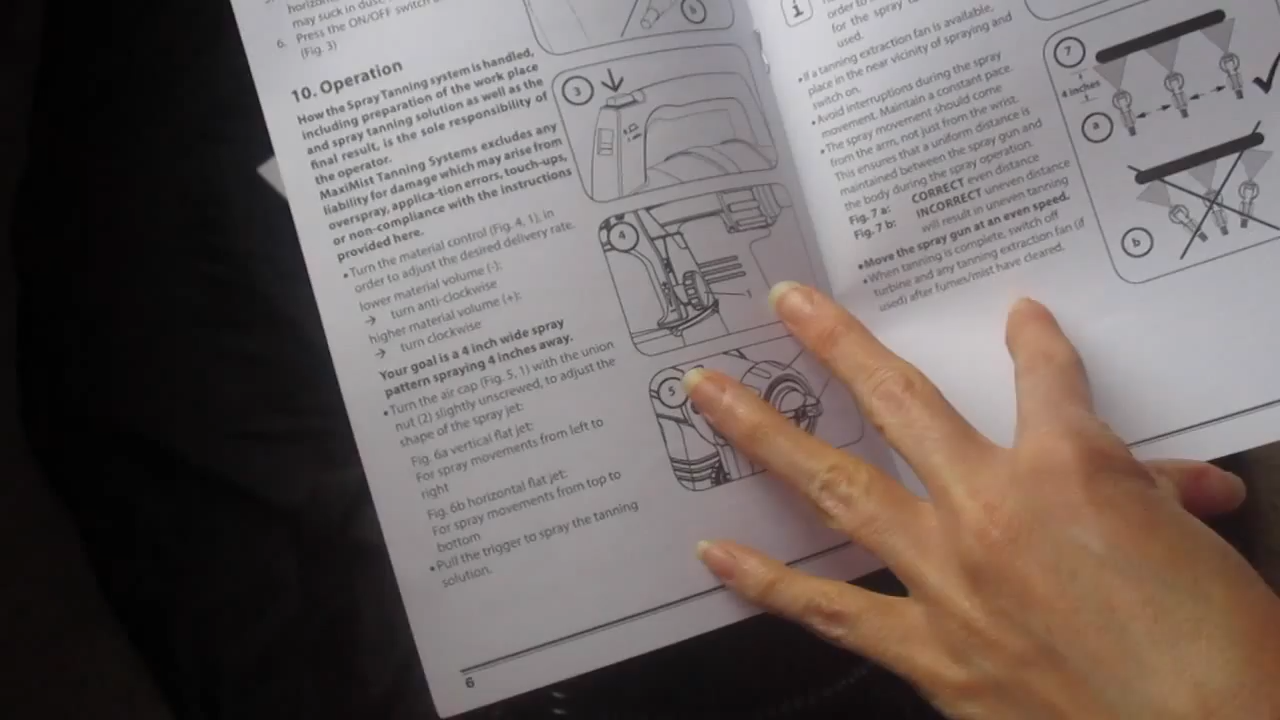 horizon
may suck in dust,
6. Press the ON/OFF switch
(Fig. 3)
10. Operation
How the Spray Tanning system is handled,
including preparation of the work place
and spray tanning solution as well as the
final result, is the sole responsibility of
the operator.
MaxiMist Tanning Systems excludes any
liability for damage which may arise from
overspray, applica-tion errors, touch-ups,
or non-compliance with the instructions
provided here.
•Turn the material control (Fig. 4, 1), in
order to adjust the desired delivery rate.
lower material volume (-):
→ turn anti-clockwise
higher material volume (+):
→ turn clockwise
Your goal is a 4 inch wide spray
pattern spraying 4 inches away.
•Turn the air cap (Fig. 5, 1) with the union
nut (2) slightly unscrewed, to adjust the
shape of the spray jet:
Fig. 6a vertical flat jet:
For spray movements from left to
right
Fig. 6b horizontal flat jet:
For spray movements from top to
bottom
•Pull the trigger to spray the tanning
solution.
6
3
4
5
i
order to
for the spray
used.
•If a tanning extraction fan is available,
place in the near vicinity of spraying and
switch on.
•Avoid interruptions during the spray
movement. Maintain a constant pace.
•The spray movement should come
from the arm, not just from the wrist.
This ensures that a uniform distance is
maintained between the spray gun and
the body during the spray operation.
Fig. 7 a: CORRECT even distance
Fig. 7 b: INCORRECT uneven distance
will result in uneven tanning
•Move the spray gun at an even speed.
•When tanning is complete, switch off
turbine and any tanning extraction fan (if
used) after fumes/mist have cleared.
7
4 inches
a
b